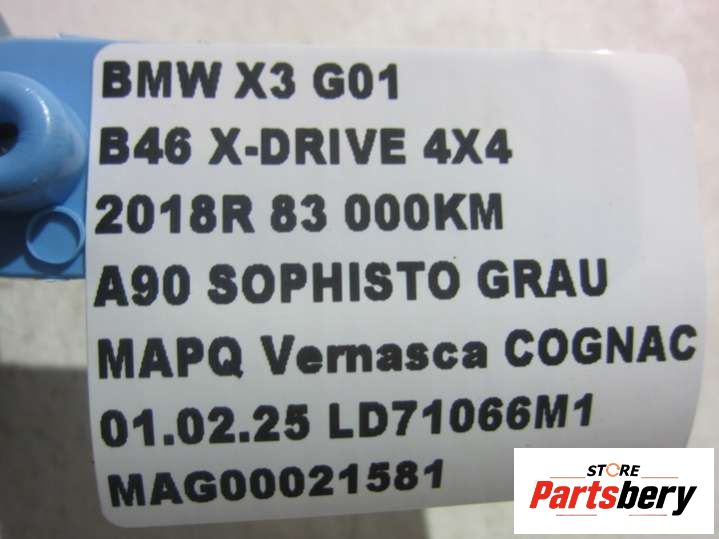 BMW X3 G01
B46 X-DRIVE 4X4
2018R 83 000KM
A90 SOPHISTO GRAU
MAPQ Vernasca COGNAC
01.02.25 LD71066M1
MAG00021581
STORE
Partsbery